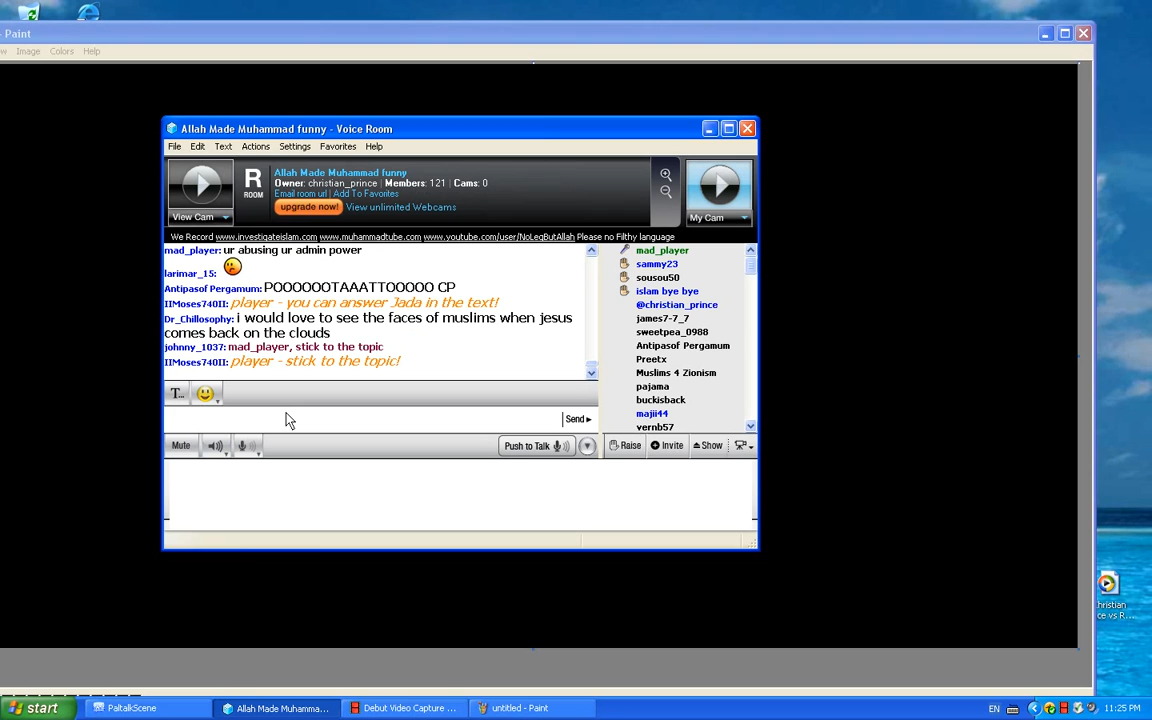 - Paint
w Image Colors Help
Allah Made Muhammad funny - Voice Room
File Edit Text Actions Settings Favorites Help
R
ROOM
Allah Made Muhammad funny
Owner: christian_prince | Members: 121 | Cams: 0
Email room url | Add To Favorites
upgrade now! View unlimited Webcams
View Cam
My Cam
We Record www.investigateislam.com www.muhammadtube.com www.youtube.com/user/NoLegButAllah Please no Filthy language
mad_player: ur abusing ur admin power
larimar_15:
Antipasof Pergamum: POOOOOOTAAATTOOOOO CP
IIMoses740II: player - you can answer Jada in the text!
Dr_Chillosophy: i would love to see the faces of muslims when jesus
comes back on the clouds
johnny_1037: mad_player, stick to the topic
IIMoses740II: player - stick to the topic!
mad_player
sammy23
sousou50
islam bye bye
@christian_prince
james7-7_7
sweetpea_0988
Antipasof Pergamum
Preetx
Muslims 4 Zionism
pajama
buckisback
majii44
vernb57
T...
Send
Mute
Push to Talk
Raise Invite Show
hristian
ce vs R...
start
PaltalkScene
Allah Made Muhamma...
Debut Video Capture ...
untitled - Paint
EN
11:25 PM